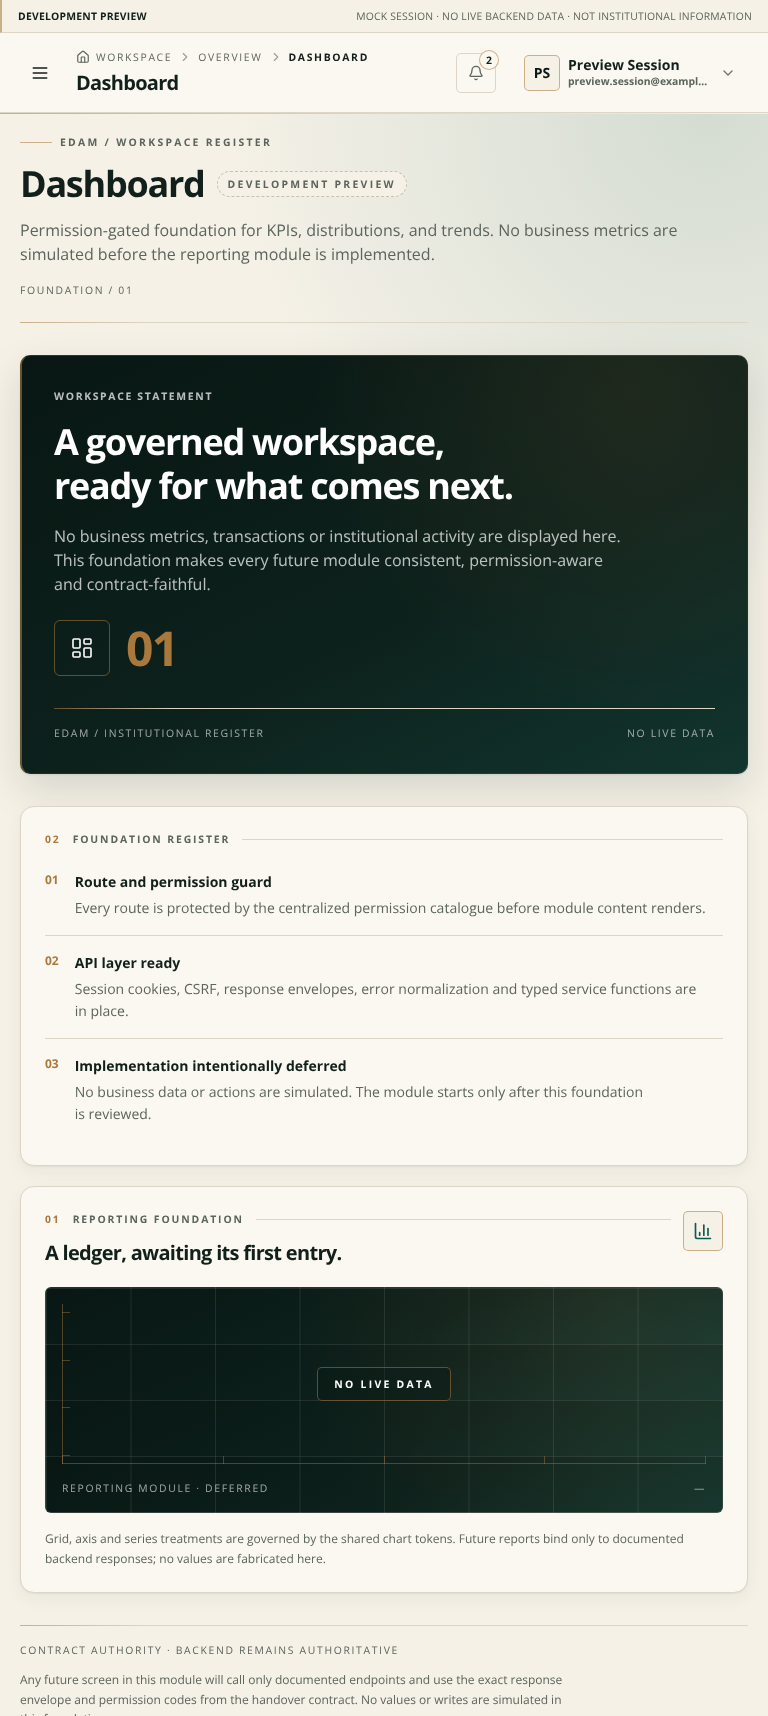 DEVELOPMENT PREVIEW
MOCK SESSION · NO LIVE BACKEND DATA · NOT INSTITUTIONAL INFORMATION
WORKSPACE > OVERVIEW > DASHBOARD
Dashboard
2
PS
Preview Session
preview.session@exampl...
EDAM / WORKSPACE REGISTER
Dashboard
DEVELOPMENT PREVIEW
Permission-gated foundation for KPIs, distributions, and trends. No business metrics are
simulated before the reporting module is implemented.
FOUNDATION / 01
WORKSPACE STATEMENT
A governed workspace,
ready for what comes next.
No business metrics, transactions or institutional activity are displayed here.
This foundation makes every future module consistent, permission-aware
and contract-faithful.
01
EDAM / INSTITUTIONAL REGISTER
NO LIVE DATA
02 FOUNDATION REGISTER
01 Route and permission guard
Every route is protected by the centralized permission catalogue before module content renders.
02 API layer ready
Session cookies, CSRF, response envelopes, error normalization and typed service functions are
in place.
03 Implementation intentionally deferred
No business data or actions are simulated. The module starts only after this foundation
is reviewed.
01 REPORTING FOUNDATION
A ledger, awaiting its first entry.
NO LIVE DATA
REPORTING MODULE · DEFERRED
—
Grid, axis and series treatments are governed by the shared chart tokens. Future reports bind only to documented
backend responses; no values are fabricated here.
CONTRACT AUTHORITY · BACKEND REMAINS AUTHORITATIVE
Any future screen in this module will call only documented endpoints and use the exact response
envelope and permission codes from the handover contract. No values or writes are simulated in